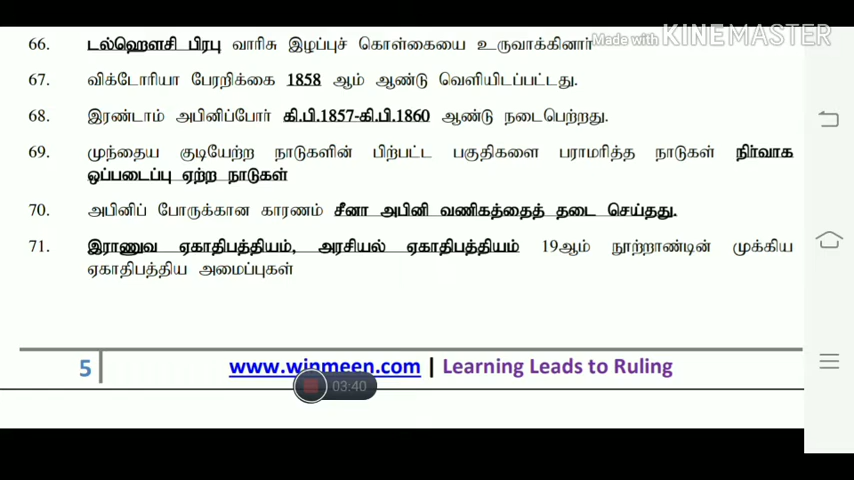 Made with KINEMASTER
66. டல்ஹௌசி பிரபு வாரிசு இழப்புச் கொள்கையை உருவாக்கினார்
67. விக்டோரியா பேரறிக்கை 1858 ஆம் ஆண்டு வெளியிடப்பட்டது.
68. இரண்டாம் அபினிப்போர் கி.பி.1857-கி.பி.1860 ஆண்டு நடைபெற்றது.
69. முந்தைய குடியேற்ற நாடுகளின் பிற்பட்ட பகுதிகளை பராமரித்த நாடுகள் நிர்வாக
ஒப்படைப்பு ஏற்ற நாடுகள்
70. அபினிப் போருக்கான காரணம் சீனா அபினி வணிகத்தைத் தடை செய்தது.
71. இராணுவ ஏகாதிபத்தியம், அரசியல் ஏகாதிபத்தியம் 19ஆம் நூற்றாண்டின் முக்கிய
ஏகாதிபத்திய அமைப்புகள்
5 www.winmeen.com | Learning Leads to Ruling
03:40